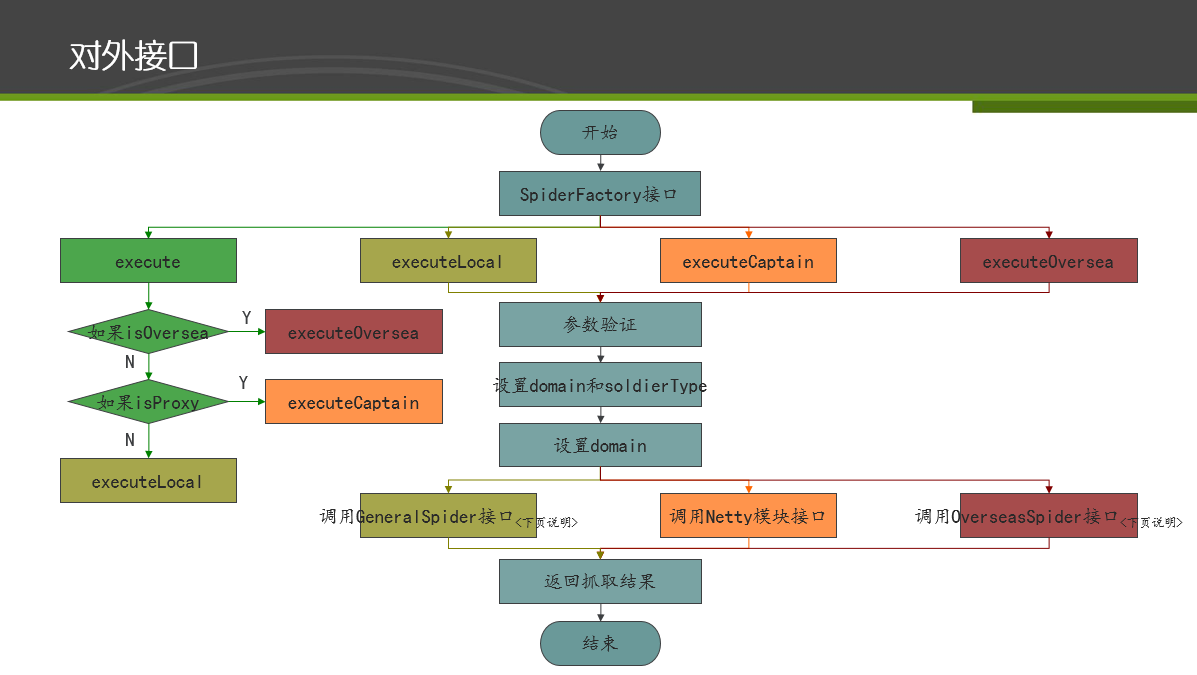 对外接口
开始
SpiderFactory接口
execute
executeLocal
executeCaptain
executeOversea
如果isOversea
Y
executeOversea
参数验证
N
设置domain和soldierType
如果isProxy
Y
executeCaptain
N
设置domain
executeLocal
调用GeneralSpider接口<下页说明>
调用Netty模块接口
调用OverseasSpider接口<下页说明>
返回抓取结果
结束